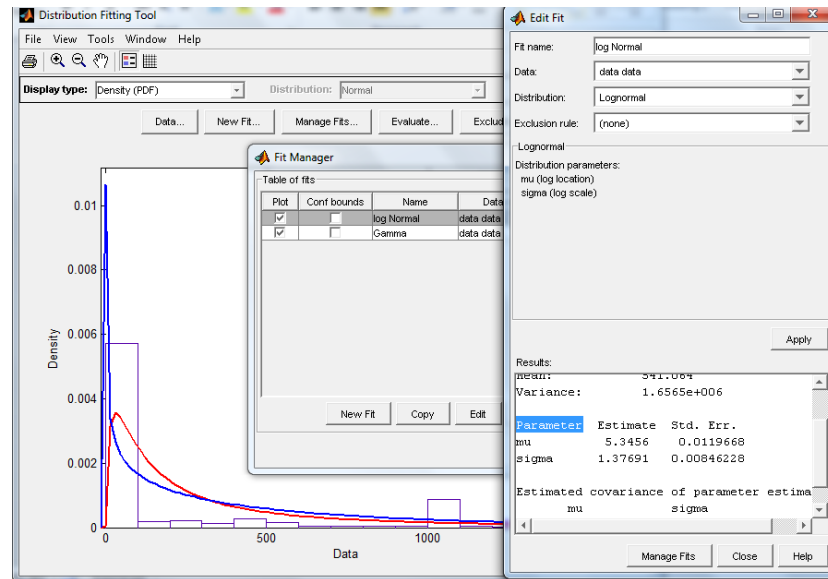 Distribution Fitting Tool
File View Tools Window Help
Display type: Density (PDF) Distribution: Normal
Data... New Fit... Manage Fits... Evaluate... Exclud
Fit Manager
Table of fits
Plot Conf bounds Name Data
log Normal data data
Gamma data data
New Fit Copy Edit
0.01
0.008
0.006
0.004
0.002
0
Density
0 500 1000
Data
Edit Fit
Fit name: log Normal
Data: data data
Distribution: Lognormal
Exclusion rule: (none)
Lognormal
Distribution parameters:
mu (log location)
sigma (log scale)
Apply
Results:
Mean: 541.064
Variance: 1.6565e+006
Parameter Estimate Std. Err.
mu 5.3456 0.0119668
sigma 1.37691 0.00846228
Estimated covariance of parameter estima
mu sigma
Manage Fits Close Help